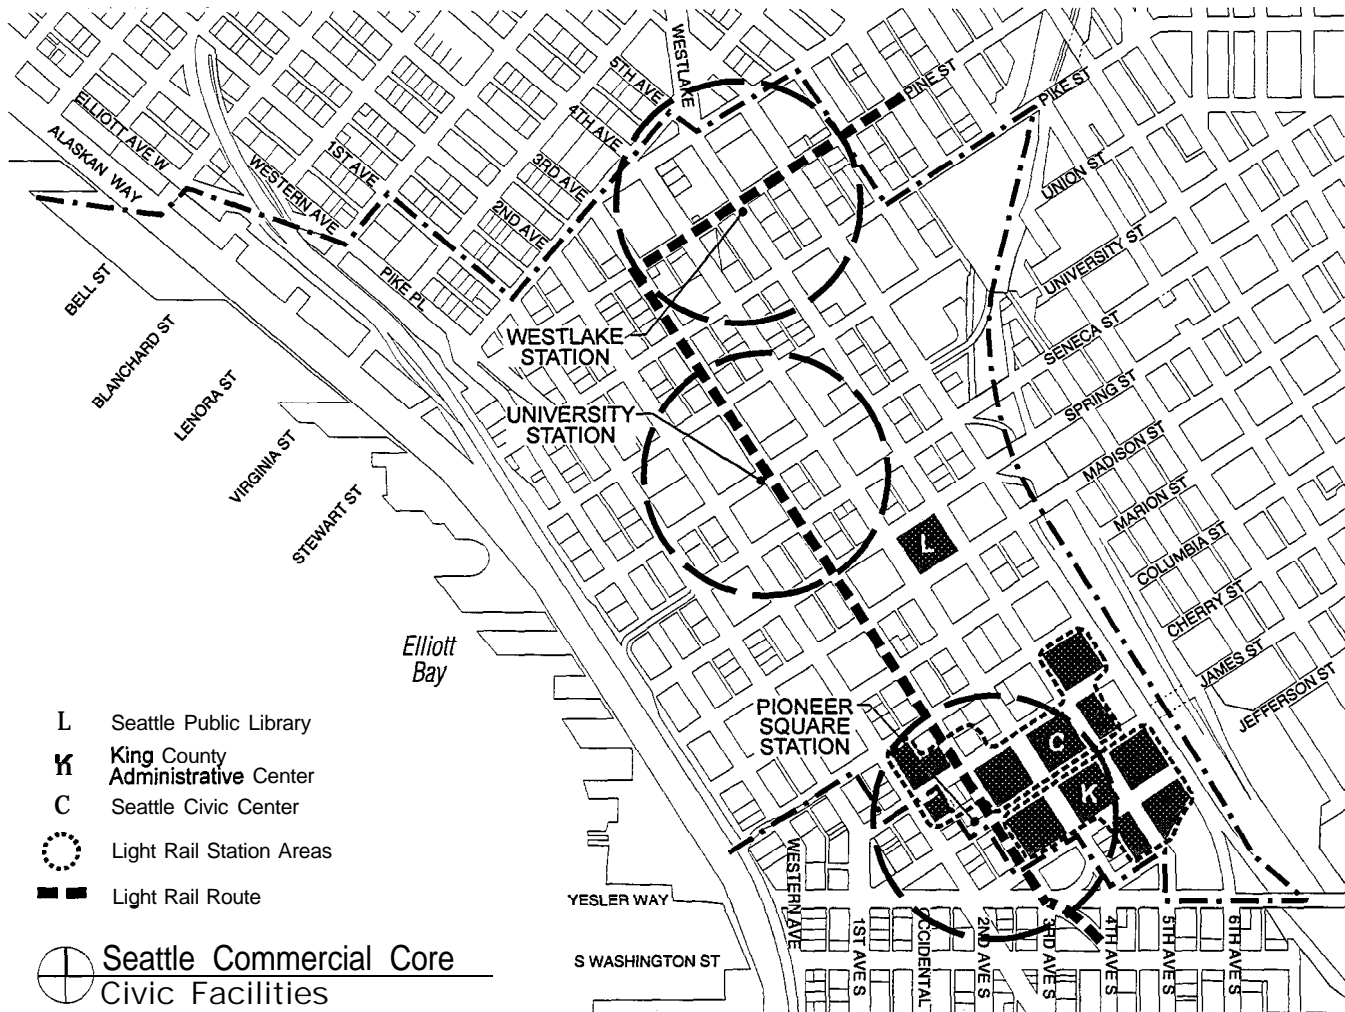 WESTLAKE
5TH AVE
4TH AVE
3RD AVE
2ND AVE
1ST AVE
WESTERN AVE
ELLIOTT AVE W
ALASKAN WAY
PIKE PL
PINE ST
PIKE ST
UNION ST
UNIVERSITY ST
SENECA ST
SPRING ST
MADISON ST
MARION ST
COLUMBIA ST
CHERRY ST
JAMES ST
JEFFERSON ST
BELL ST
BLANCHARD ST
LENORA ST
VIRGINIA ST
STEWART ST
WESTLAKE
STATION
UNIVERSITY
STATION
L
Elliott
Bay
PIONEER
SQUARE
STATION
C
K
L Seattle Public Library
K King County
Administrative Center
C Seattle Civic Center
Light Rail Station Areas
Light Rail Route
YESLER WAY
S WASHINGTON ST
WESTERN AVE
1ST AVE S
OCCIDENTAL
2ND AVE S
3RD AVE S
4TH AVE S
5TH AVE S
6TH AVE S
Seattle Commercial Core
Civic Facilities